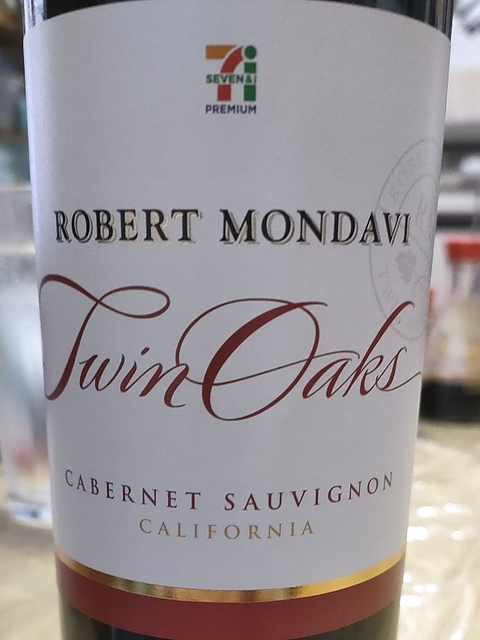 7i
SEVEN&i
PREMIUM
ROBERT MONDAVI
Twin Oaks
CABERNET SAUVIGNON
CALIFORNIA